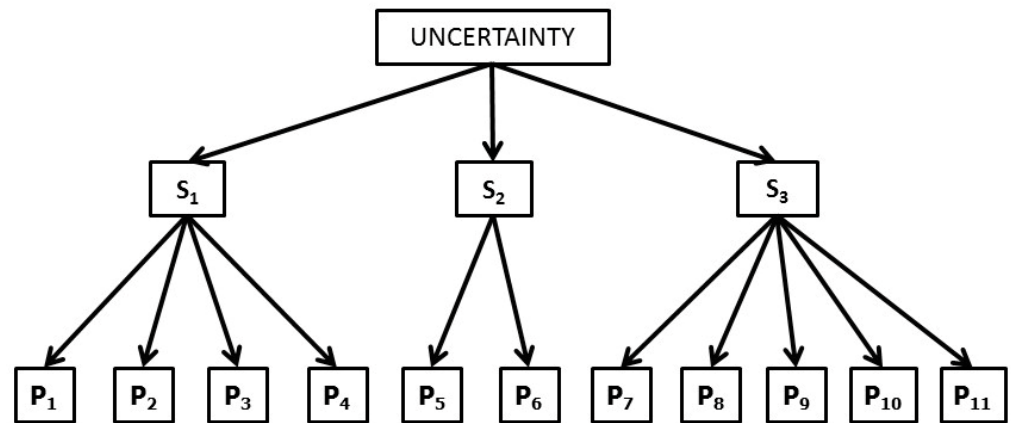 UNCERTAINTY
S₁ S₂ S₃
P₁ P₂ P₃ P₄ P₅ P₆ P₇ P₈ P₉ P₁₀ P₁₁